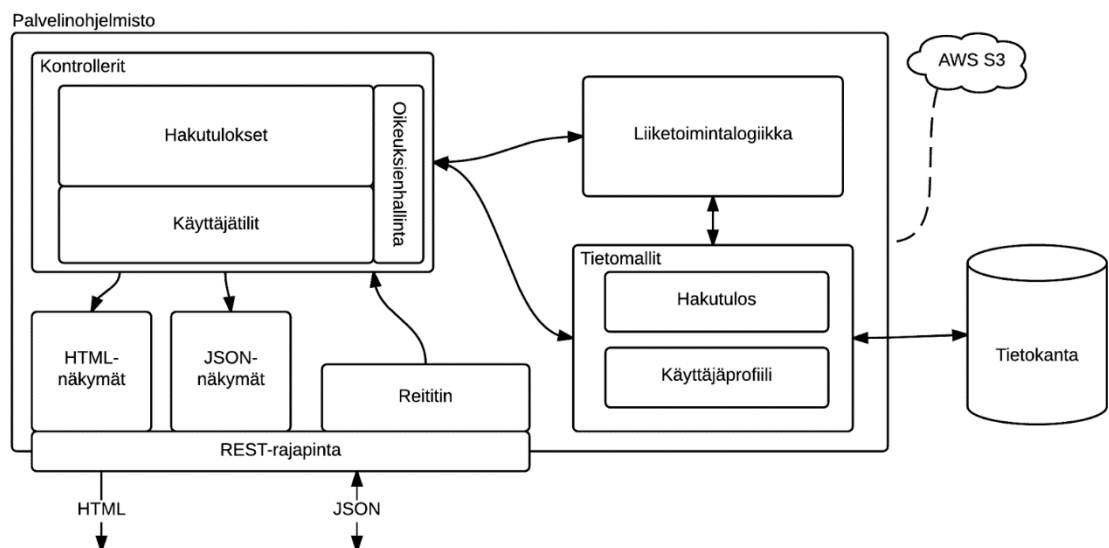 Palvelinohjelmisto
Kontrollerit
Hakutulokset
Käyttäjätilit
Oikeuksienhallinta
Liiketoimintalogiikka
AWS S3
Tietomallit
Hakutulos
Käyttäjäprofiili
Tietokanta
HTML-
näkymät
JSON-
näkymät
Reititin
REST-rajapinta
HTML
JSON